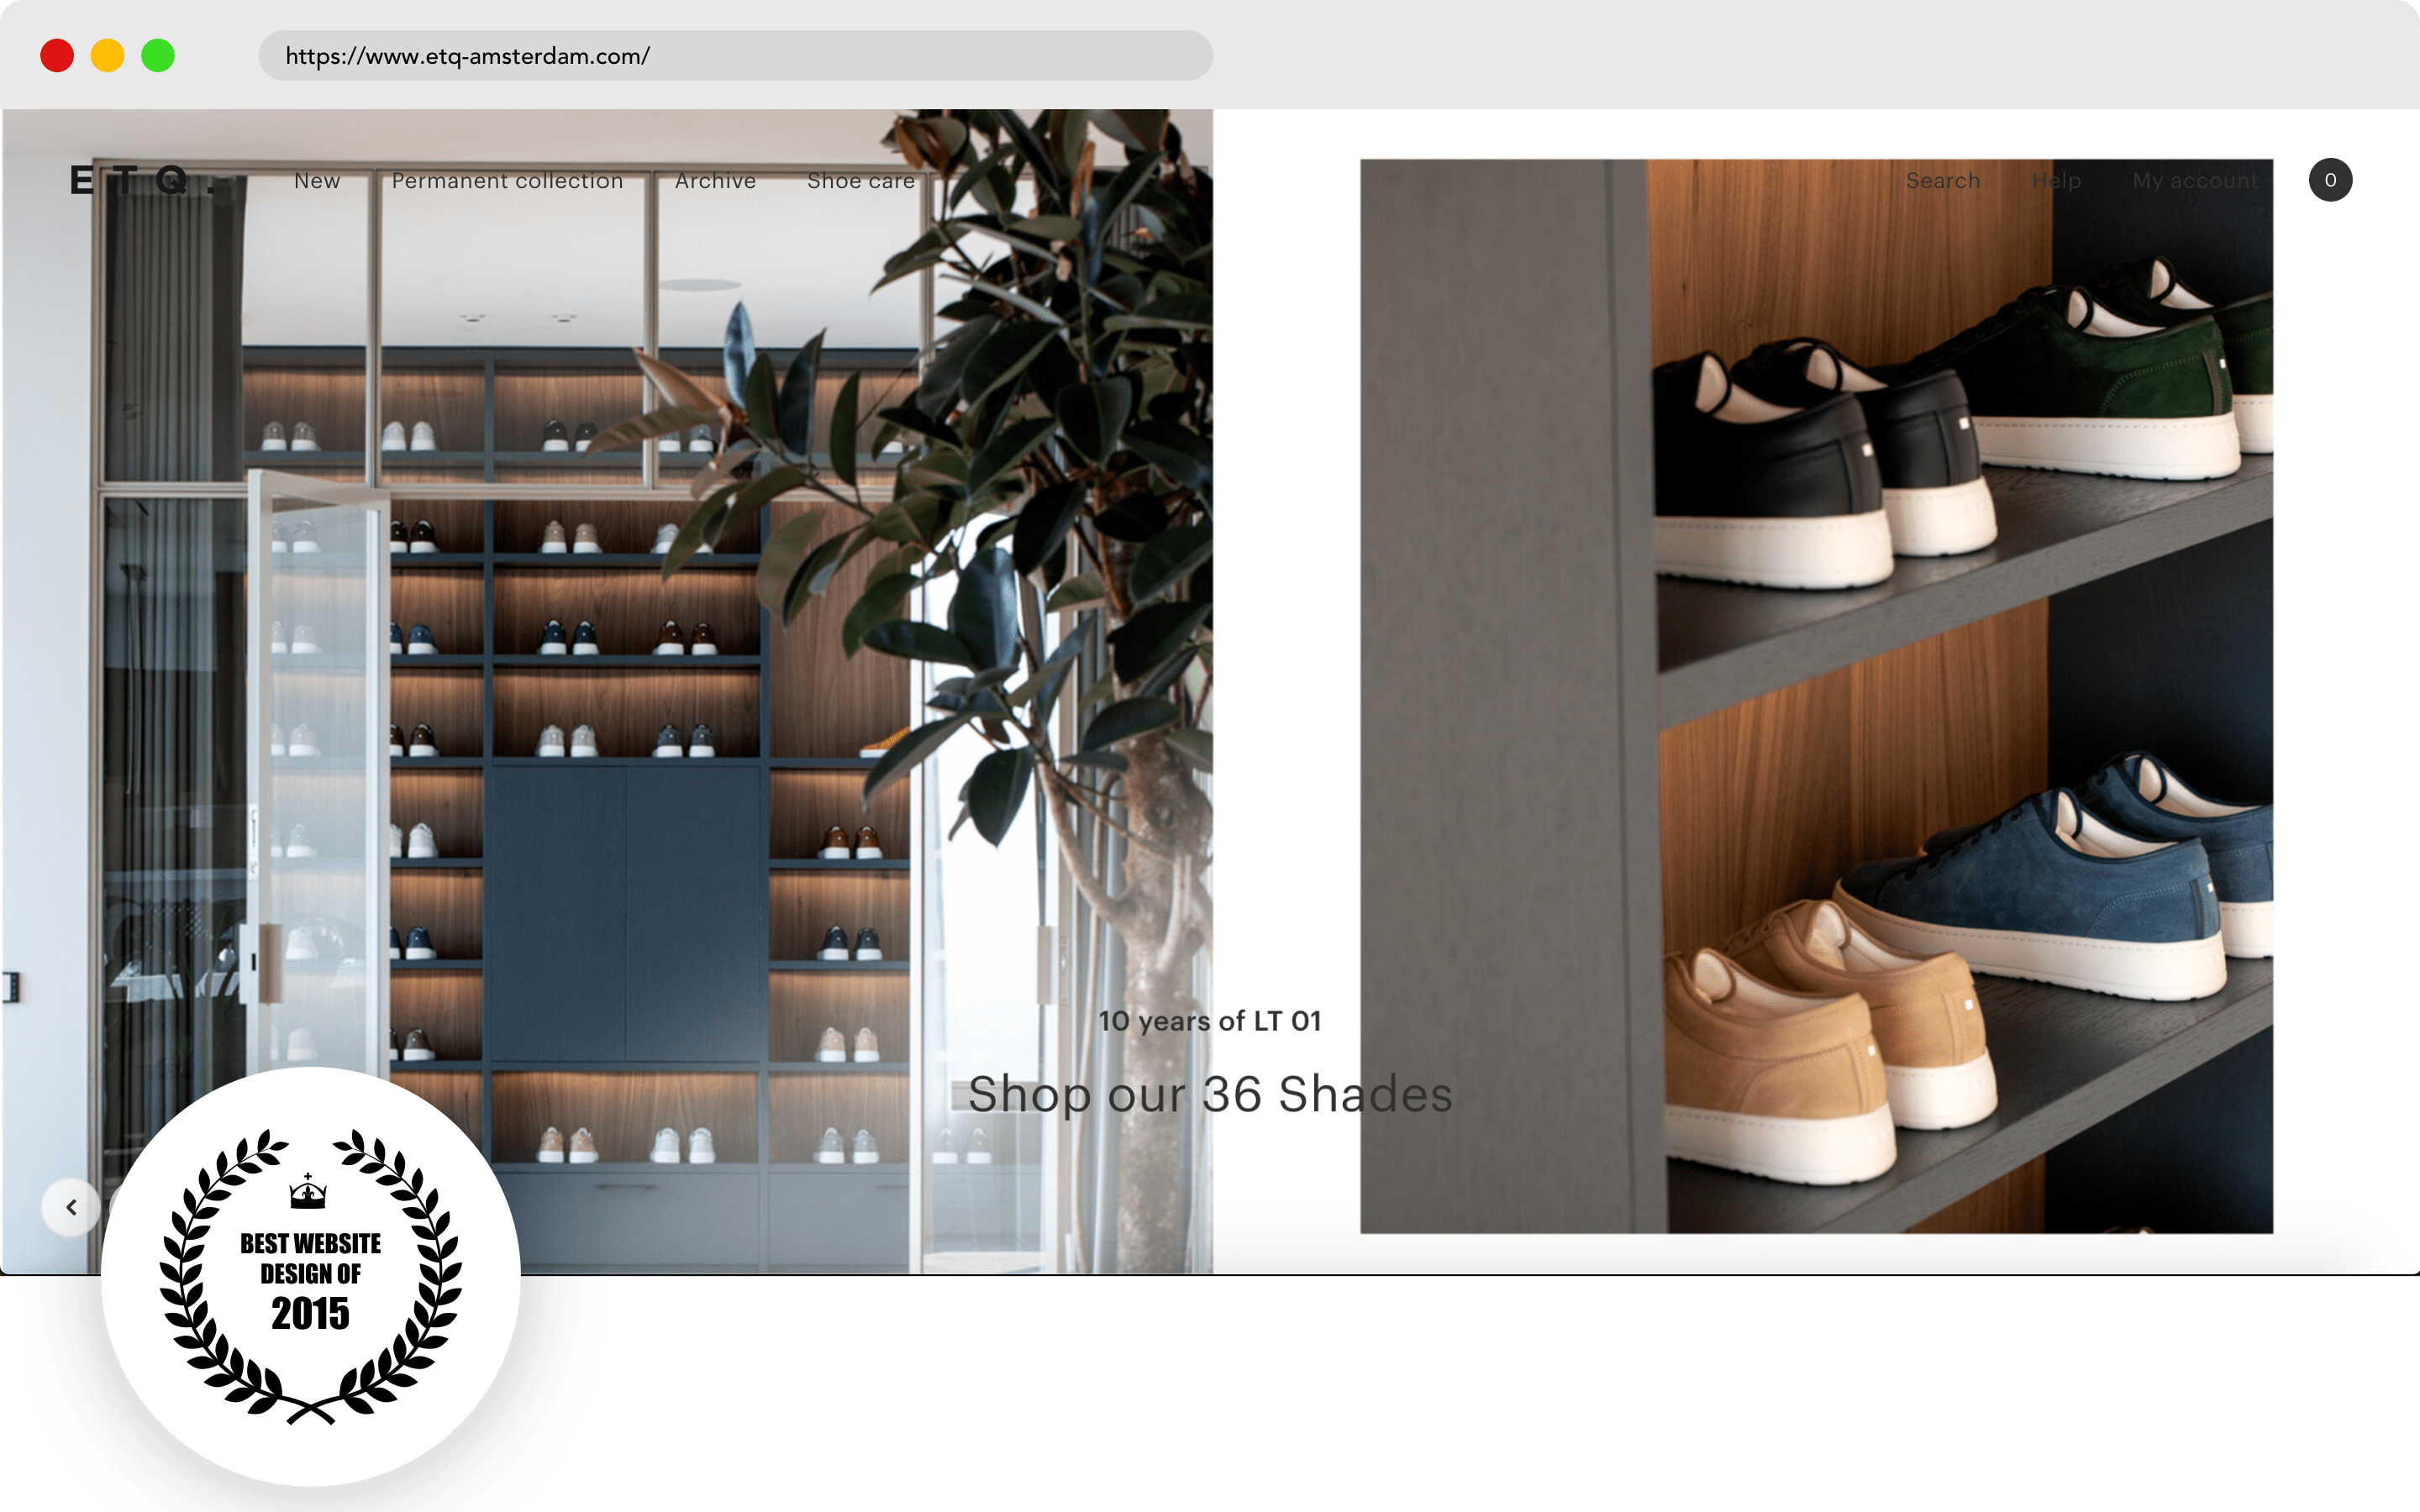 https://www.etq-amsterdam.com/
ETQ.
New Permanent collection Archive Shoe care
Search Help My account 0
10 years of LT 01
Shop our 36 Shades
BEST WEBSITE
DESIGN OF
2015